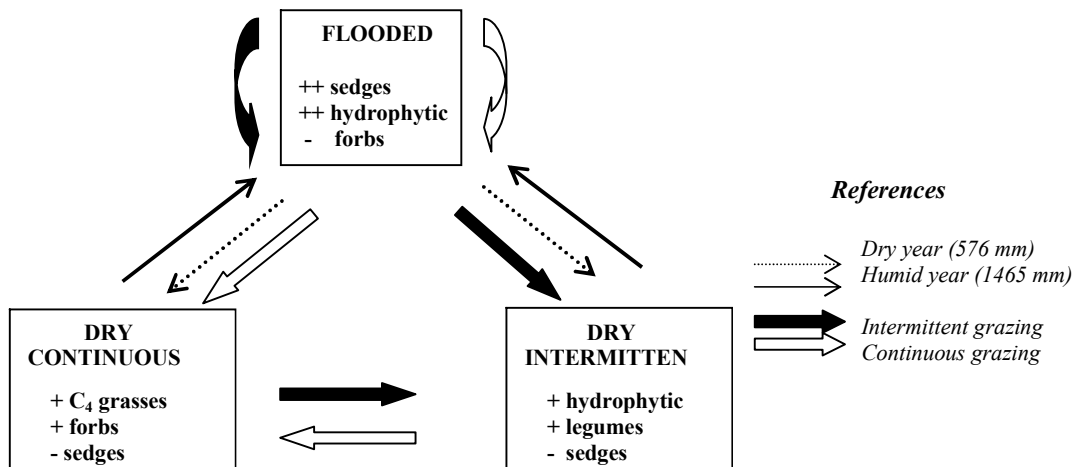 FLOODED
++ sedges
++ hydrophytic
- forbs
References
Dry year (576 mm)
Humid year (1465 mm)
Intermittent grazing
Continuous grazing
DRY
CONTINUOUS
+ C₄ grasses
+ forbs
- sedges
DRY
INTERMITTEN
+ hydrophytic
+ legumes
- sedges